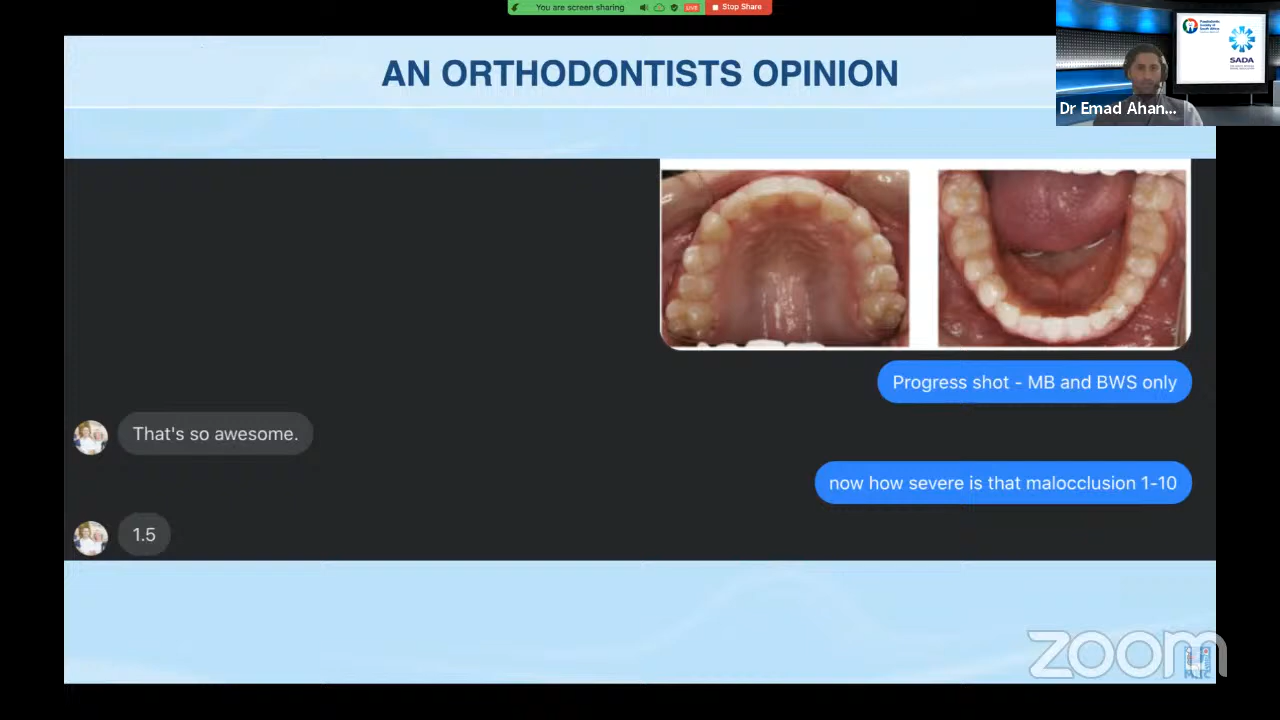 You are screen sharing
LIVE
Stop Share
AN ORTHODONTISTS OPINION
SADA
Dr Emad Ahan...
Progress shot - MB and BWS only
That's so awesome.
now how severe is that malocclusion 1-10
1.5
zoom